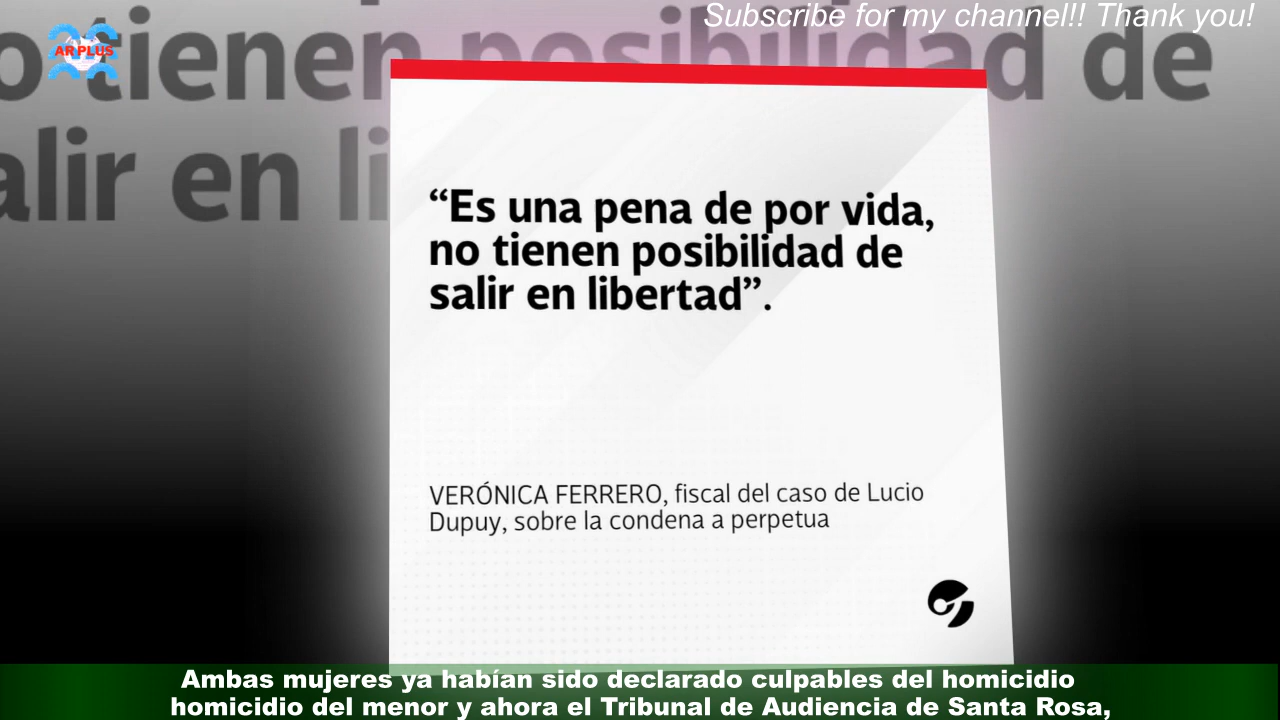 Subscribe for my channel!! Thank you!
o tienen posibilidad de
AR PLUS
alir en li
“Es una pena de por vida,
no tienen posibilidad de
salir en libertad”.
VERÓNICA FERRERO, fiscal del caso de Lucio
Dupuy, sobre la condena a perpetua
Ambas mujeres ya habían sido declarado culpables del homicidio
homicidio del menor y ahora el Tribunal de Audiencia de Santa Rosa,